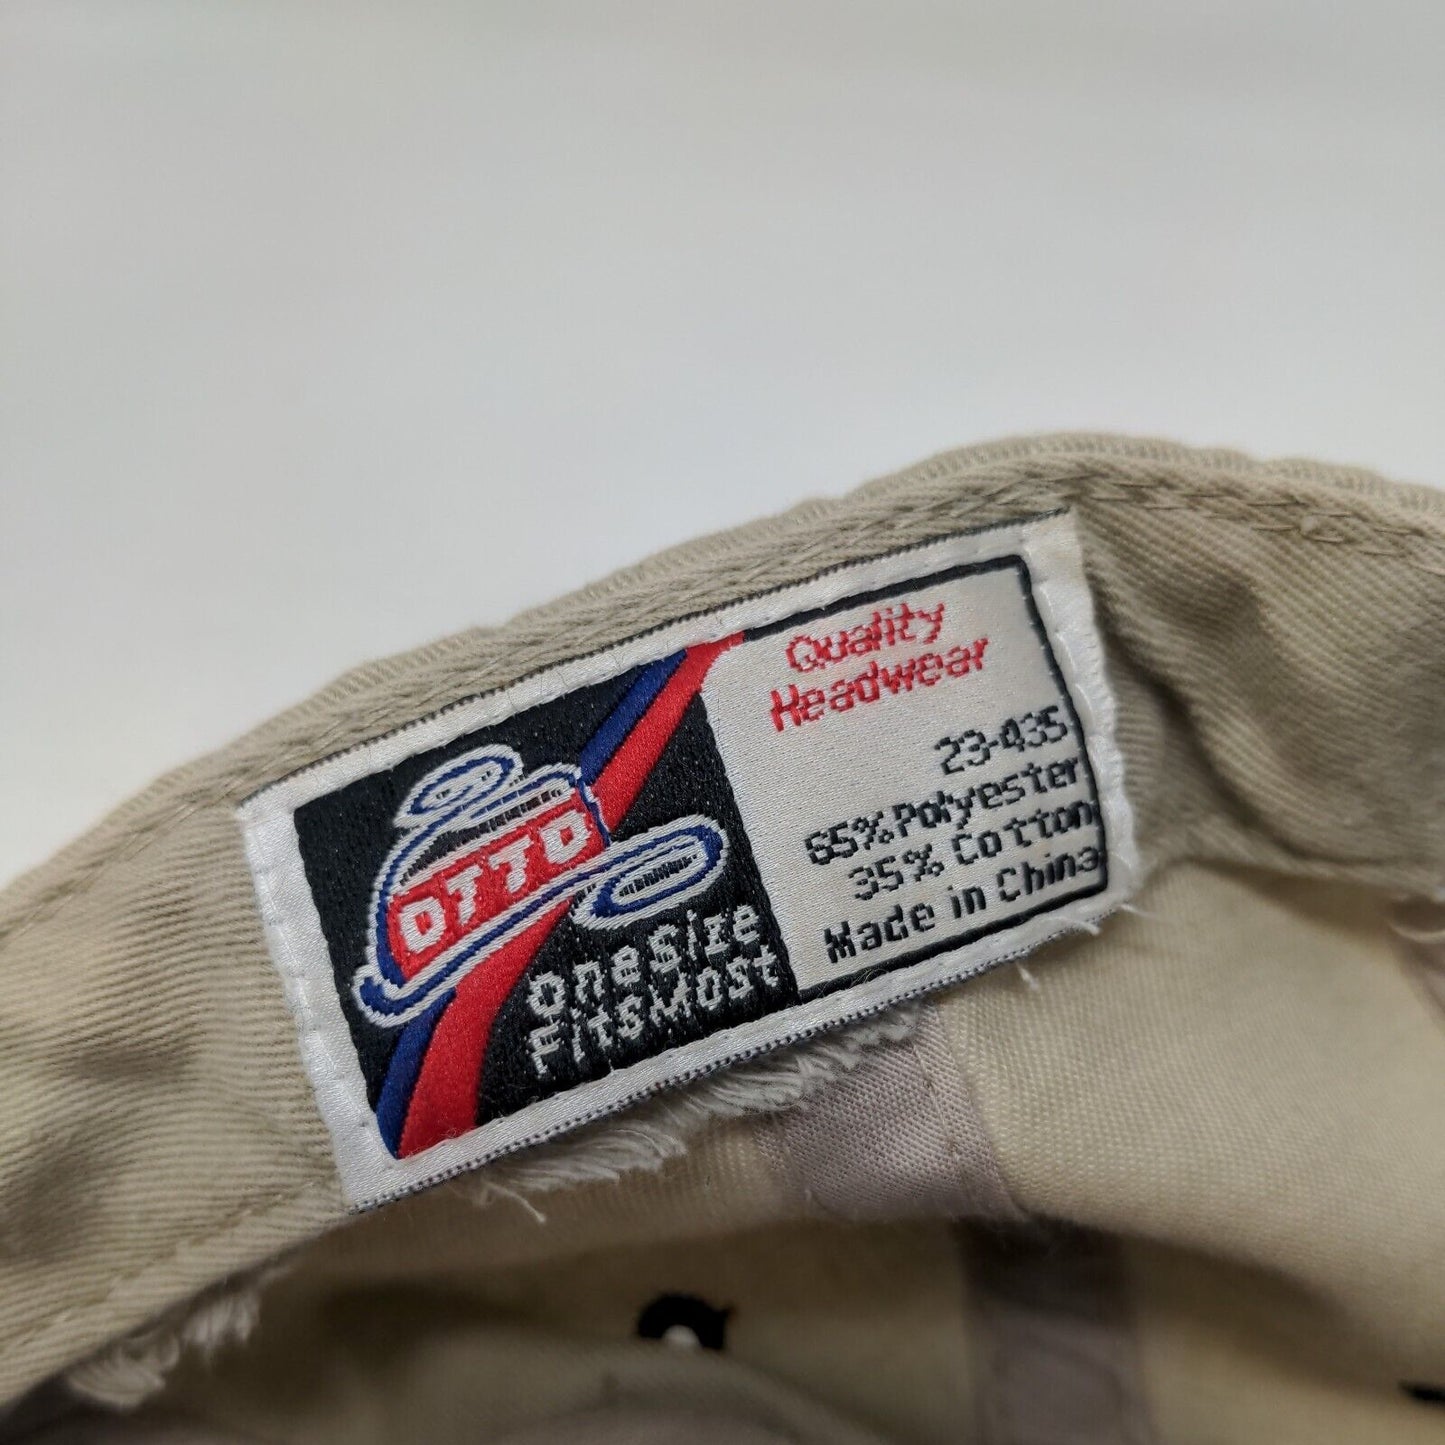 OTTO
One Size
Fits Most
Quality
Headwear
23-435
65% Polyester
35% Cotton
Made in China